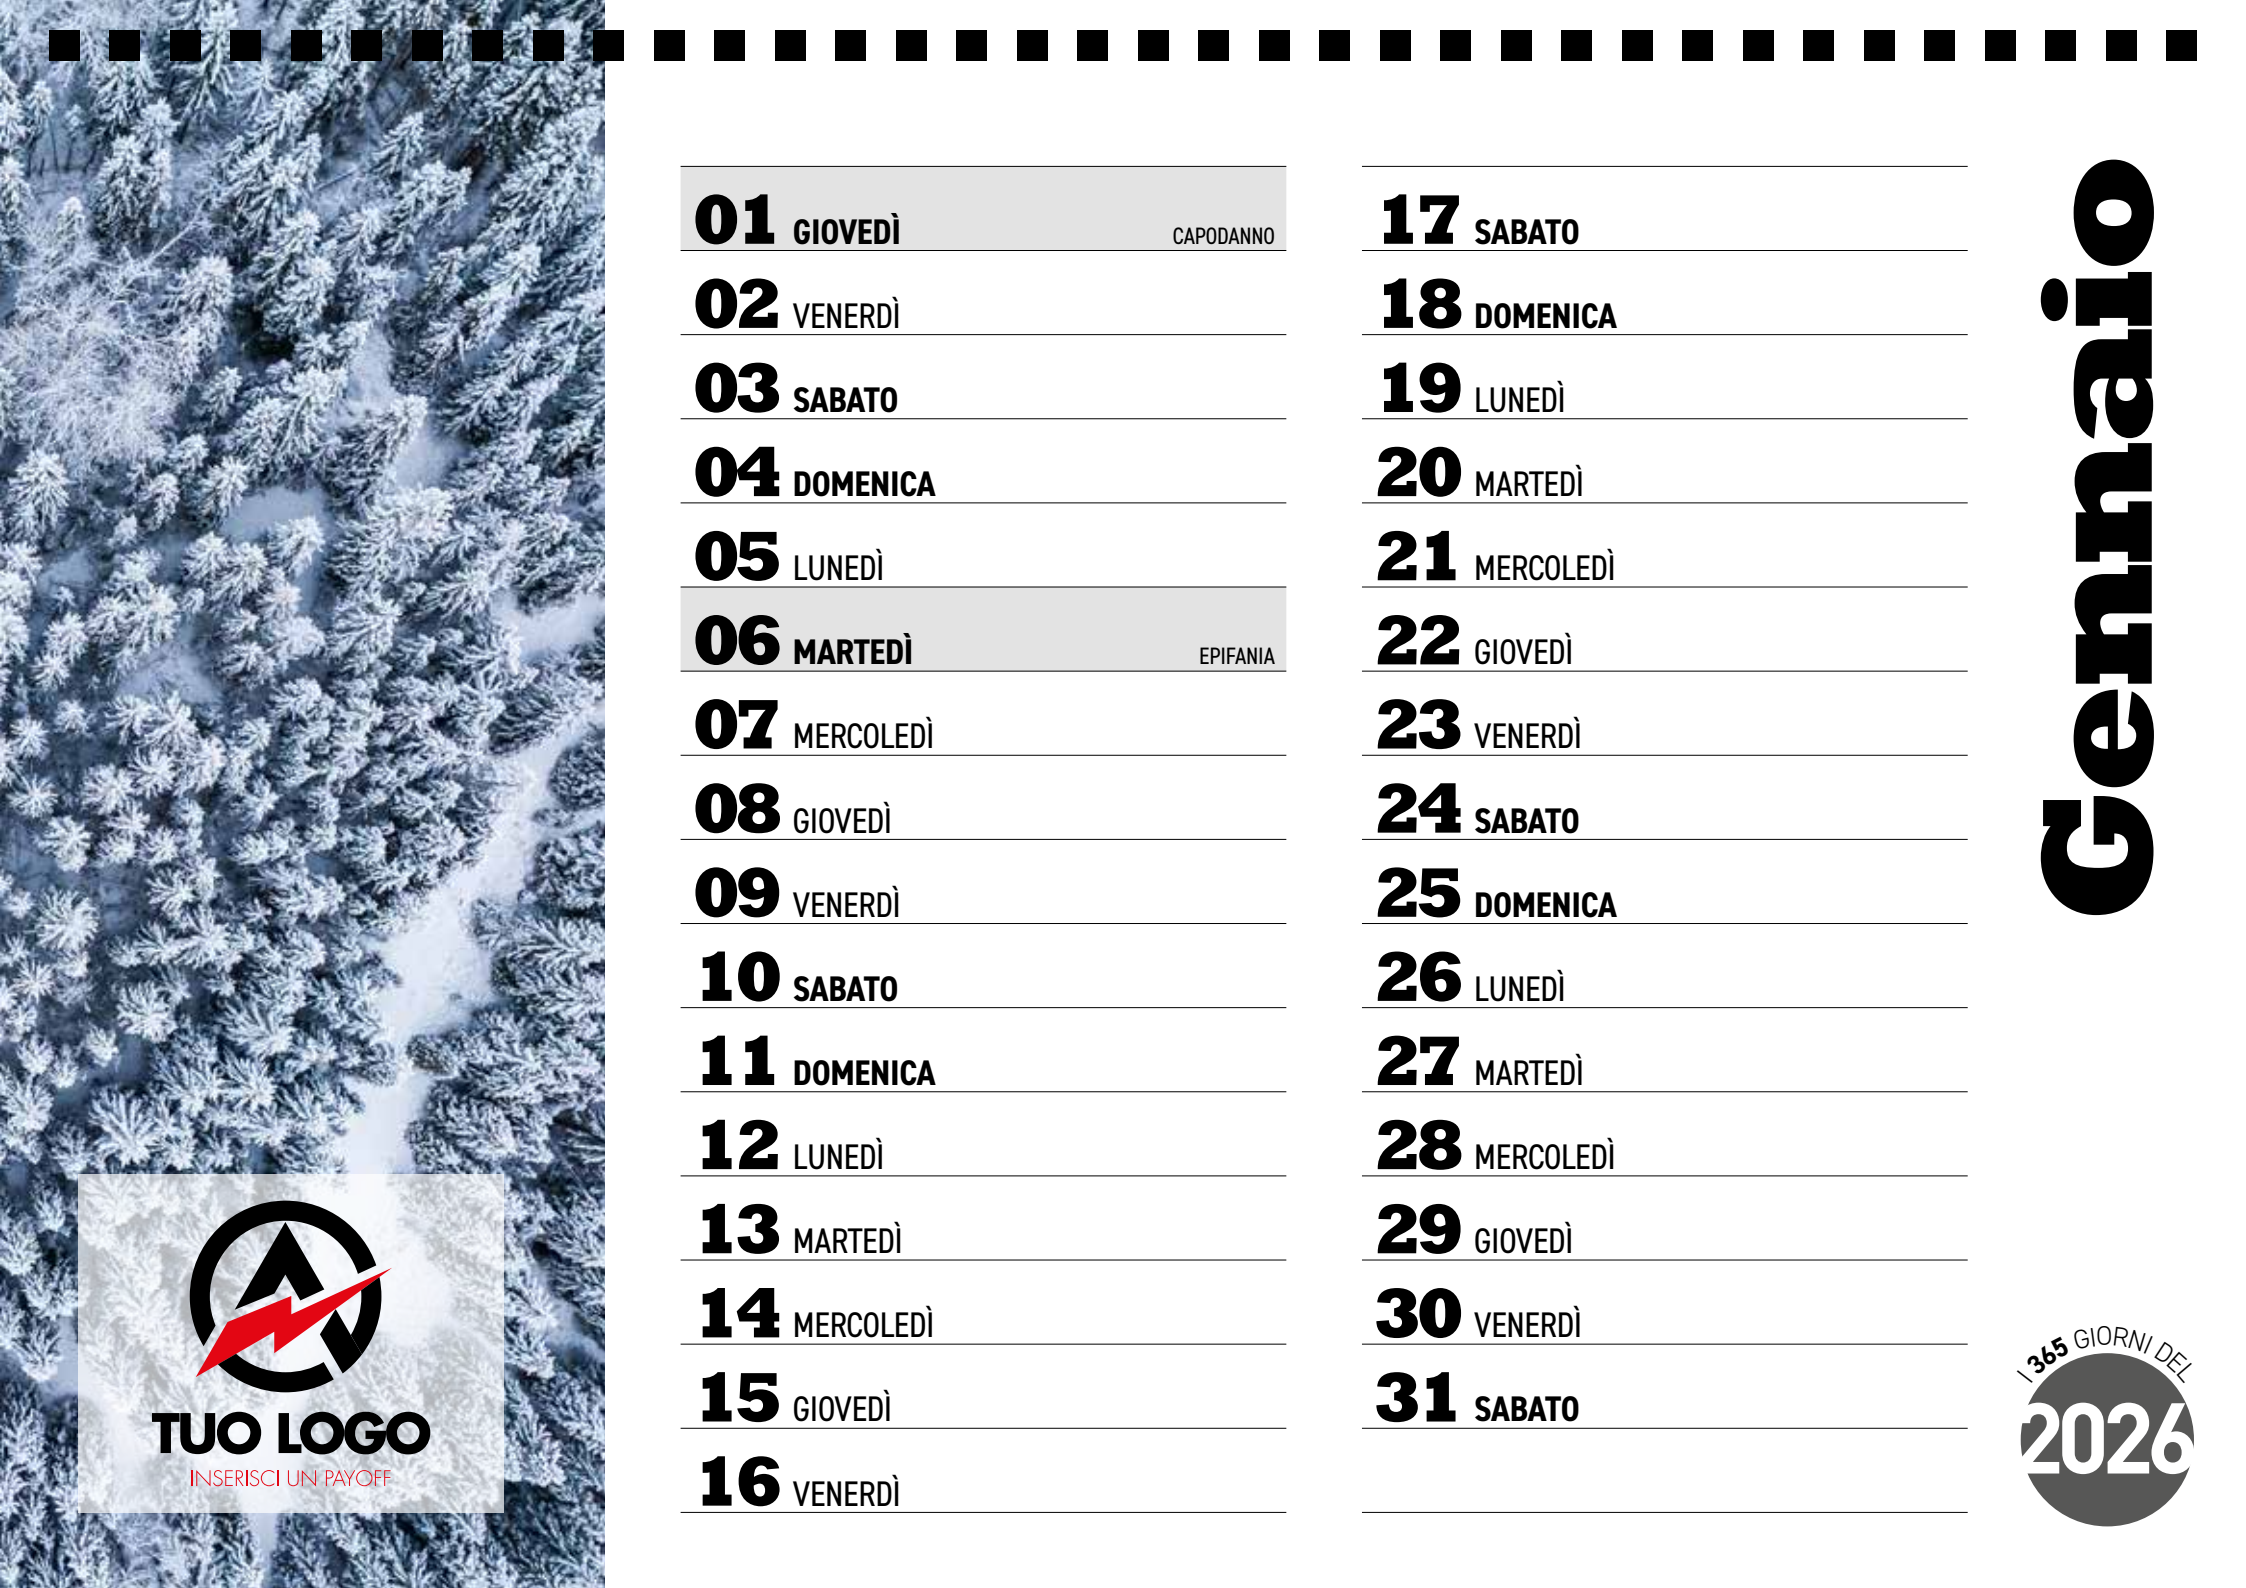 01 GIOVEDÌ CAPODANNO
02 VENERDÌ
03 SABATO
04 DOMENICA
05 LUNEDÌ
06 MARTEDÌ EPIFANIA
07 MERCOLEDÌ
08 GIOVEDÌ
09 VENERDÌ
10 SABATO
11 DOMENICA
12 LUNEDÌ
13 MARTEDÌ
14 MERCOLEDÌ
15 GIOVEDÌ
16 VENERDÌ
17 SABATO
18 DOMENICA
19 LUNEDÌ
20 MARTEDÌ
21 MERCOLEDÌ
22 GIOVEDÌ
23 VENERDÌ
24 SABATO
25 DOMENICA
26 LUNEDÌ
27 MARTEDÌ
28 MERCOLEDÌ
29 GIOVEDÌ
30 VENERDÌ
31 SABATO
Gennaio
I 365 GIORNI DEL
2026
TUO LOGO
INSERISCI UN PAYOFF